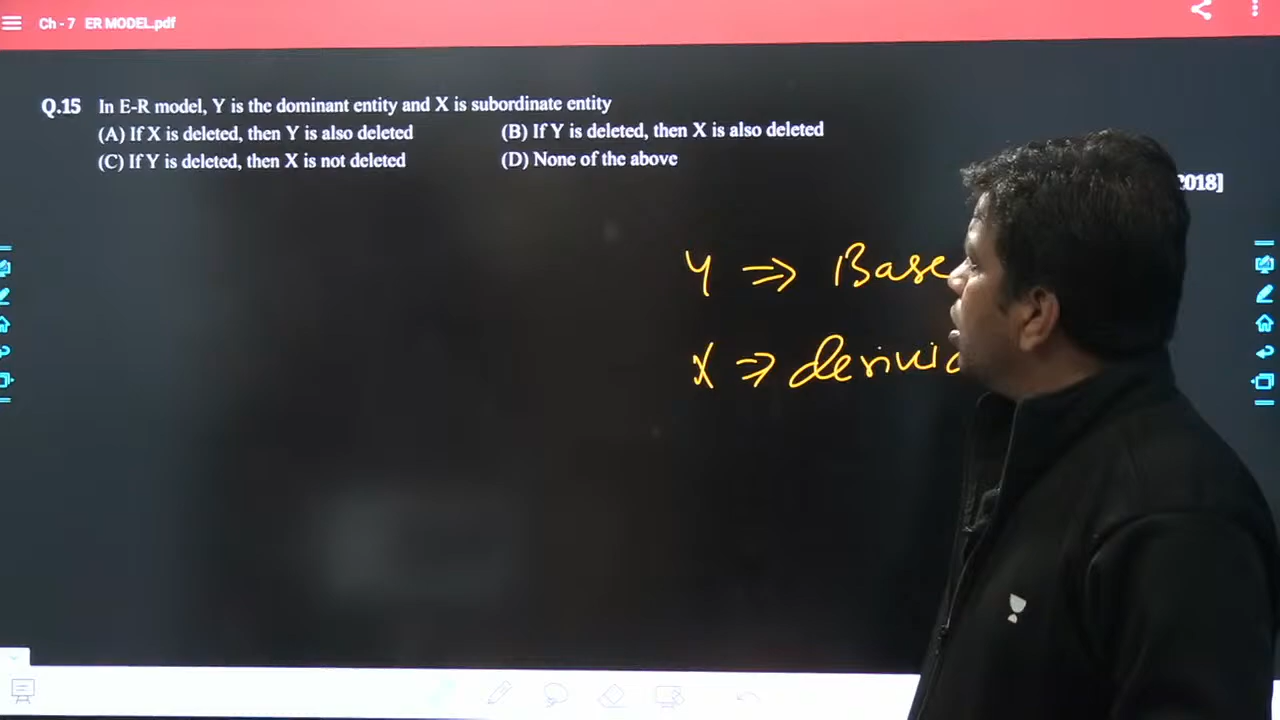 Ch - 7 ER MODEL.pdf
Q.15 In E-R model, Y is the dominant entity and X is subordinate entity
(A) If X is deleted, then Y is also deleted
(B) If Y is deleted, then X is also deleted
(C) If Y is deleted, then X is not deleted
(D) None of the above
2018]
Y ⇒ Base
X ⇒